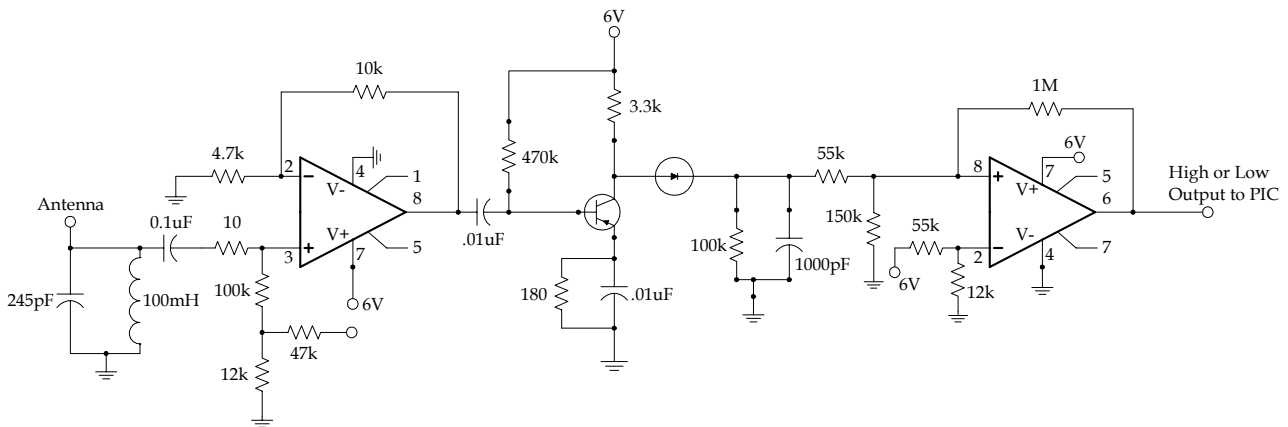 6V
10k
3.3k
1M
4.7k
2
V-
4
1
8
470k
6V
55k
8
V+
7
5
6
High or Low
Output to PIC
Antenna
0.1uF
10
3
V+
7
5
.01uF
100k
1000pF
150k
55k
2
V-
4
7
6V
12k
245pF
100mH
100k
6V
180
.01uF
47k
12k